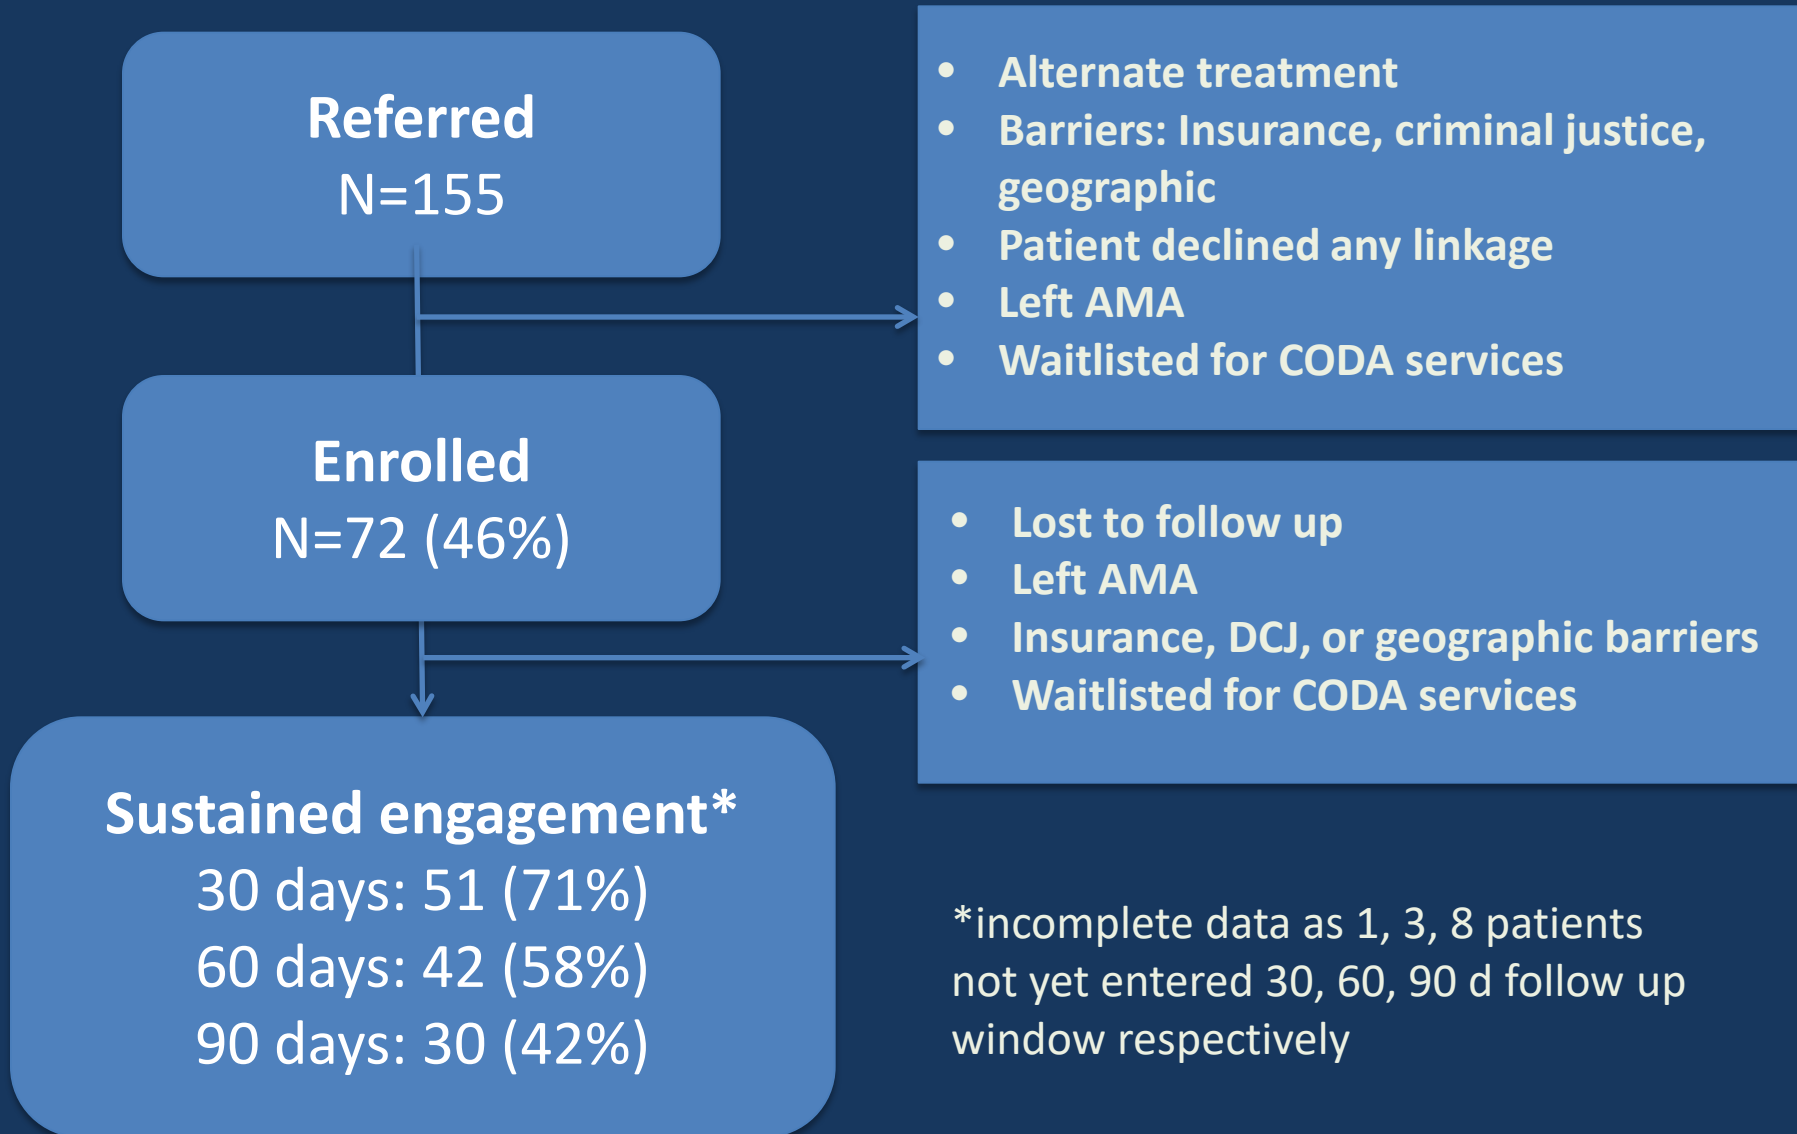 Referred
N=155
• Alternate treatment
• Barriers: Insurance, criminal justice,
geographic
• Patient declined any linkage
• Left AMA
• Waitlisted for CODA services
Enrolled
N=72 (46%)
• Lost to follow up
• Left AMA
• Insurance, DCJ, or geographic barriers
• Waitlisted for CODA services
Sustained engagement*
30 days: 51 (71%)
60 days: 42 (58%)
90 days: 30 (42%)
*incomplete data as 1, 3, 8 patients
not yet entered 30, 60, 90 d follow up
window respectively